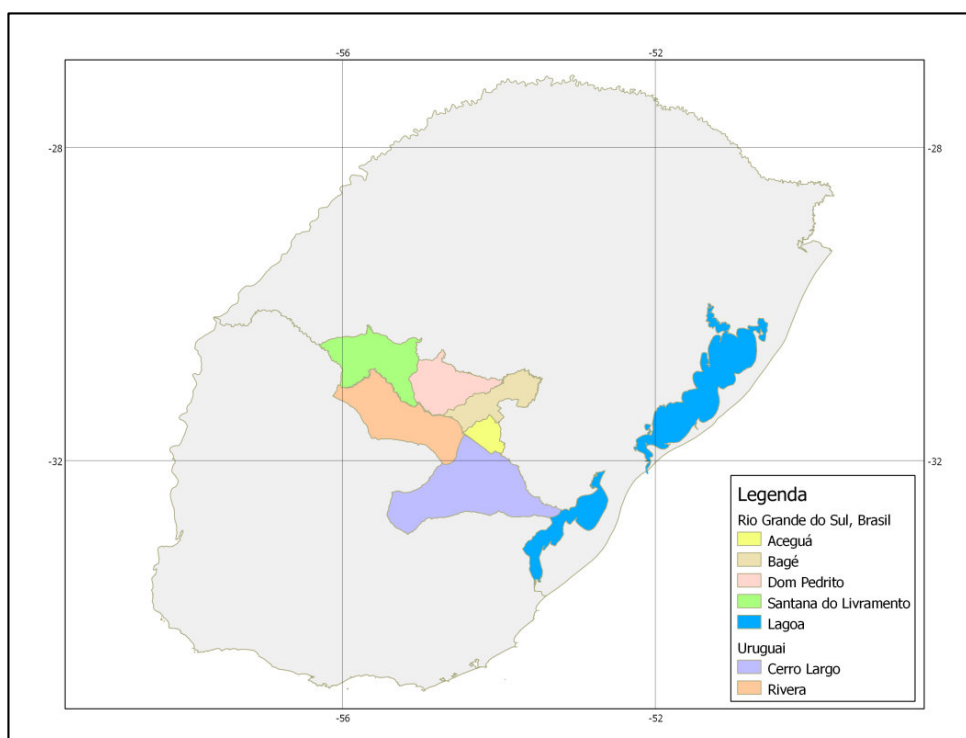 -56
-52
-28
-28
-32
-32
Legenda
Rio Grande do Sul, Brasil
Aceguá
Bagé
Dom Pedrito
Santana do Livramento
Lagoa
Uruguai
Cerro Largo
Rivera
-56
-52